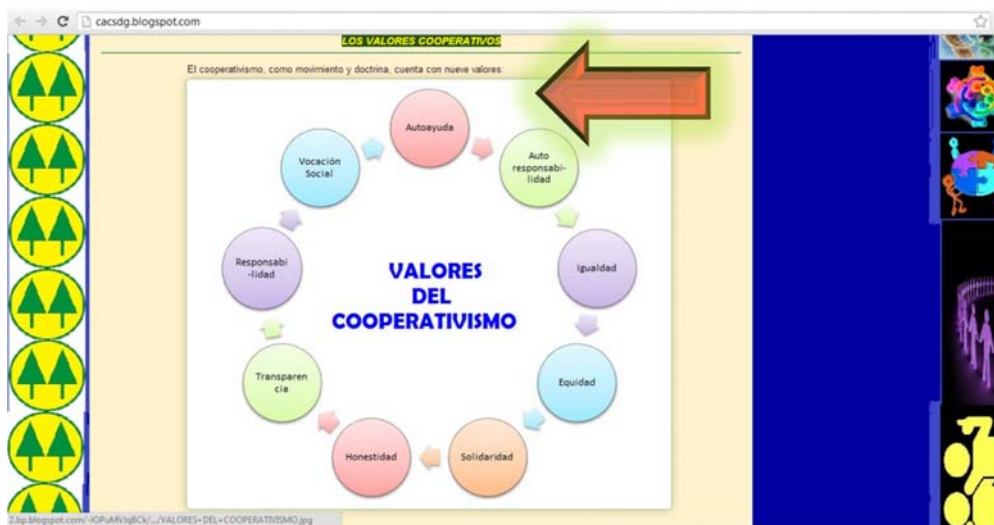 cacsdg.blogspot.com
LOS VALORES COOPERATIVOS
El cooperativismo, como movimiento y doctrina, cuenta con nueve valores:
Autoayuda
Auto
responsabi-
lidad
Igualdad
Equidad
Solidaridad
Honestidad
Transparen
cia
Responsabi
-lidad
Vocación
Social
VALORES
DEL
COOPERATIVISMO